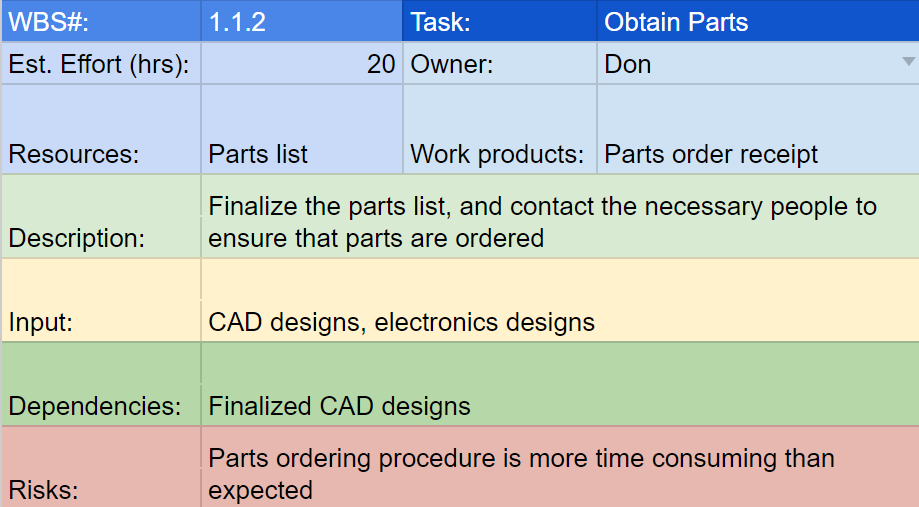 WBS#: 1.1.2 Task: Obtain Parts
Est. Effort (hrs): 20 Owner: Don
Resources: Parts list Work products: Parts order receipt
Finalize the parts list, and contact the necessary people to
Description: ensure that parts are ordered
Input: CAD designs, electronics designs
Dependencies: Finalized CAD designs
Parts ordering procedure is more time consuming than
Risks: expected